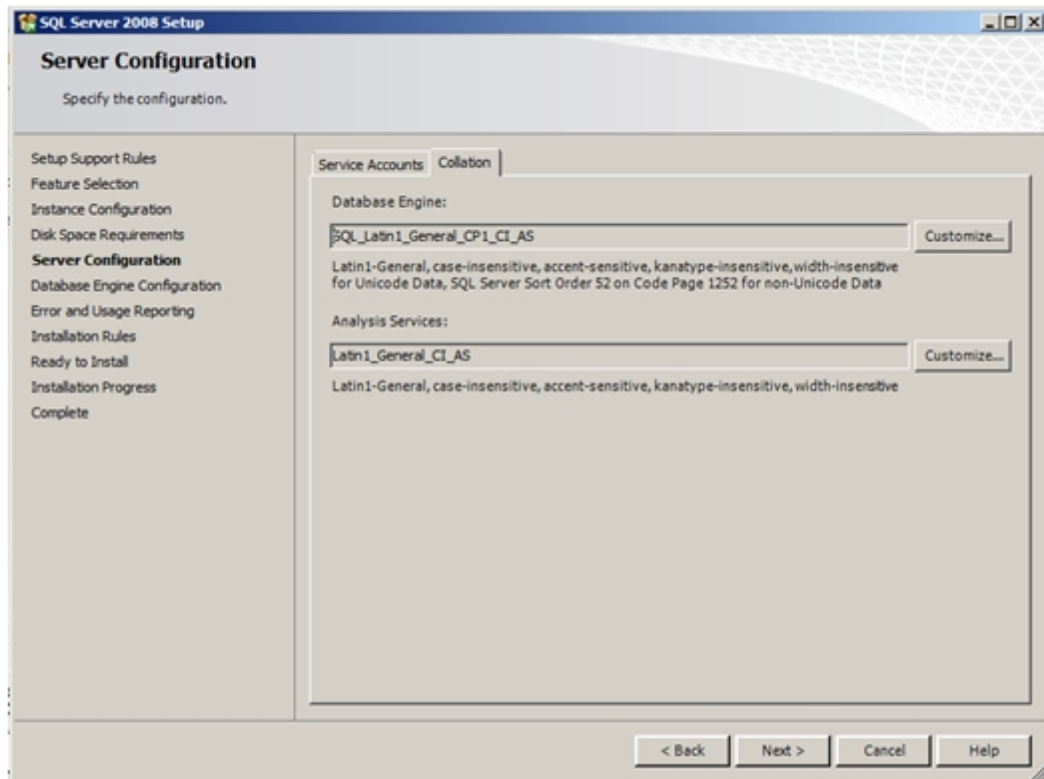 SQL Server 2008 Setup
Server Configuration
Specify the configuration.
Setup Support Rules
Feature Selection
Instance Configuration
Disk Space Requirements
Server Configuration
Database Engine Configuration
Error and Usage Reporting
Installation Rules
Ready to Install
Installation Progress
Complete
Service Accounts Collation
Database Engine:
SQL_Latin1_General_CP1_CI_AS Customize...
Latin1-General, case-insensitive, accent-sensitive, kanatype-insensitive, width-insensitive
for Unicode Data, SQL Server Sort Order 52 on Code Page 1252 for non-Unicode Data
Analysis Services:
Latin1_General_CI_AS Customize...
Latin1-General, case-insensitive, accent-sensitive, kanatype-insensitive, width-insensitive
< Back Next > Cancel Help